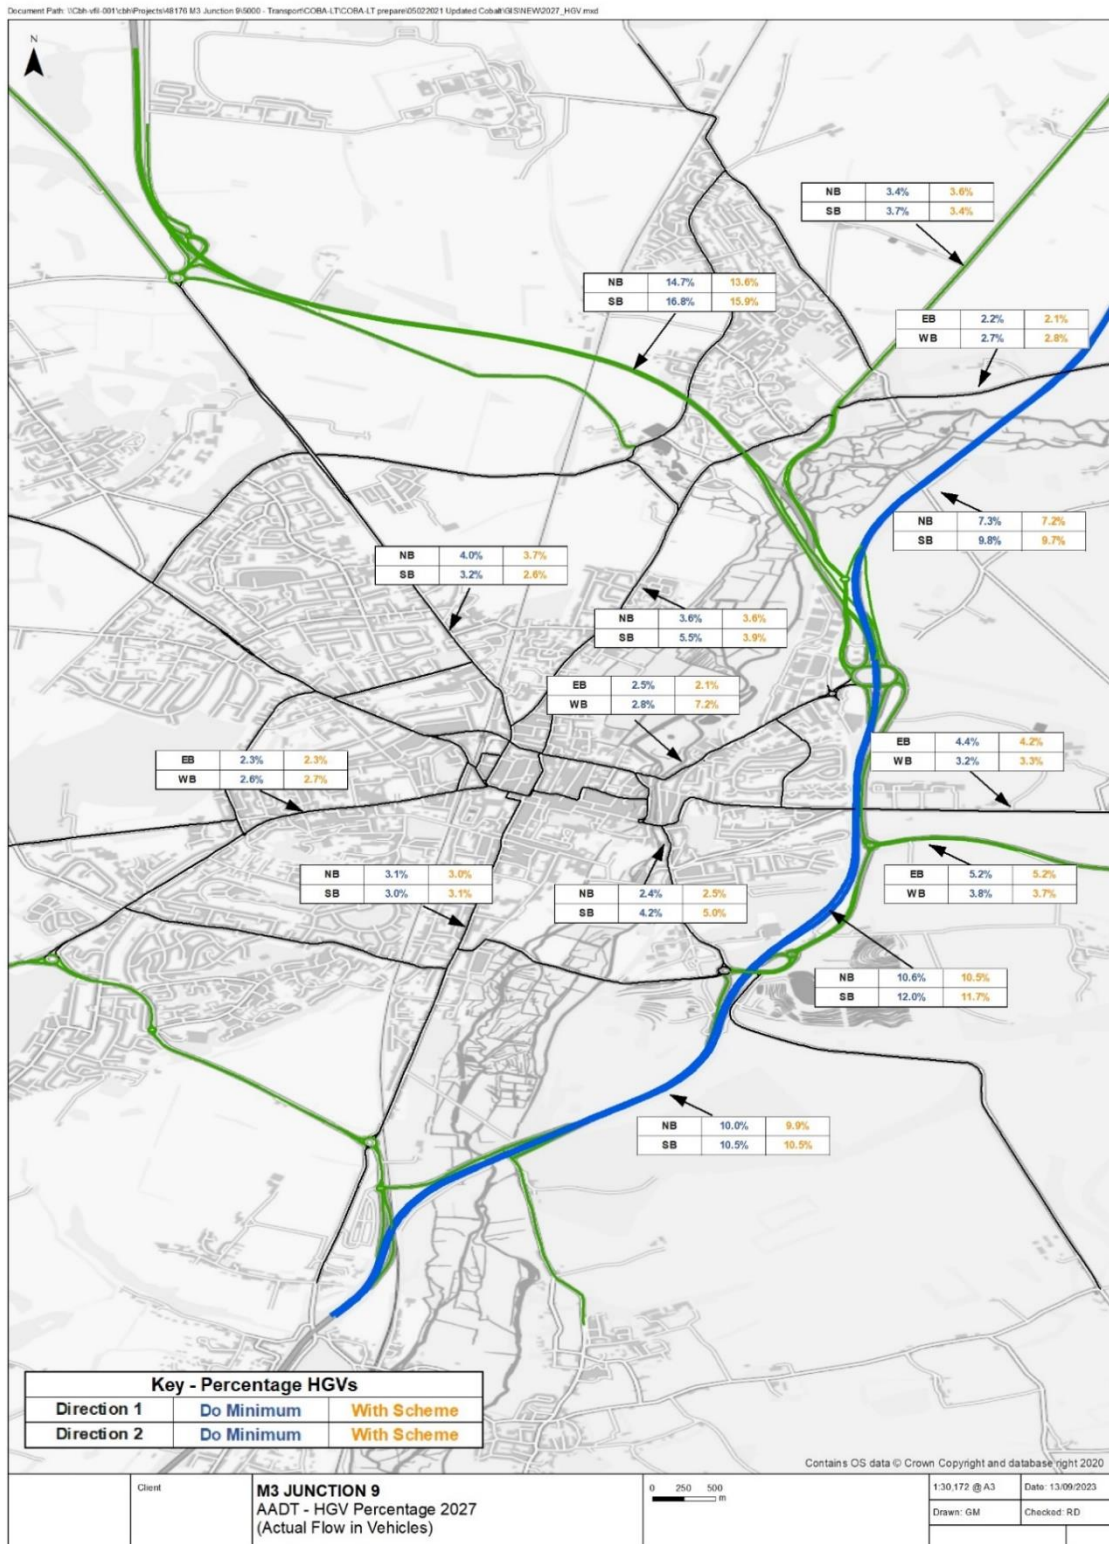 Document Path: \\Cbh-vfil-001\cbh\Projects\48176 M3 Junction 9\5000 - Transport\COBA-LT\COBA-LT prepare\05022021 Updated Cobalt\GIS\NEW\2027_HGV.mxd
N
NB 3.4% 3.6%
SB 3.7% 3.4%
NB 14.7% 13.6%
SB 16.8% 15.9%
EB 2.2% 2.1%
WB 2.7% 2.8%
NB 7.3% 7.2%
SB 9.8% 9.7%
NB 4.0% 3.7%
SB 3.2% 2.6%
NB 3.6% 3.6%
SB 5.5% 3.9%
EB 2.5% 2.1%
WB 2.8% 7.2%
EB 4.4% 4.2%
WB 3.2% 3.3%
EB 2.3% 2.3%
WB 2.6% 2.7%
NB 3.1% 3.0%
SB 3.0% 3.1%
NB 2.4% 2.5%
SB 4.2% 5.0%
EB 5.2% 5.2%
WB 3.8% 3.7%
NB 10.6% 10.5%
SB 12.0% 11.7%
NB 10.0% 9.9%
SB 10.5% 10.5%
Key - Percentage HGVs
Direction 1 Do Minimum With Scheme
Direction 2 Do Minimum With Scheme
Contains OS data © Crown Copyright and database right 2020
Client
M3 JUNCTION 9
AADT - HGV Percentage 2027
(Actual Flow in Vehicles)
0 250 500
m
1:30,172 @ A3 Date: 13/09/2023
Drawn: GM Checked: RD